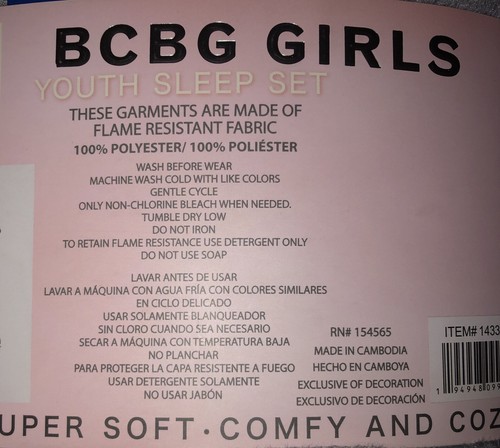 BCBG GIRLS
YOUTH SLEEP SET
THESE GARMENTS ARE MADE OF
FLAME RESISTANT FABRIC
100% POLYESTER/ 100% POLIÉSTER
WASH BEFORE WEAR
MACHINE WASH COLD WITH LIKE COLORS
GENTLE CYCLE
ONLY NON-CHLORINE BLEACH WHEN NEEDED.
TUMBLE DRY LOW
DO NOT IRON
TO RETAIN FLAME RESISTANCE USE DETERGENT ONLY
DO NOT USE SOAP
LAVAR ANTES DE USAR
LAVAR A MÁQUINA CON AGUA FRÍA CON COLORES SIMILARES
EN CICLO DELICADO
USAR SOLAMENTE BLANQUEADOR
SIN CLORO CUANDO SEA NECESARIO
SECAR A MÁQUINA CON TEMPERATURA BAJA
NO PLANCHAR
PARA PROTEGER LA CAPA RESISTENTE A FUEGO
USAR DETERGENTE SOLAMENTE
NO USAR JABÓN
RN# 154565
MADE IN CAMBODIA
HECHO EN CAMBOYA
EXCLUSIVE OF DECORATION
EXCLUSIVO DE DECORACIÓN
ITEM# 1433
1 94948 099
UPER SOFT · COMFY AND COZ